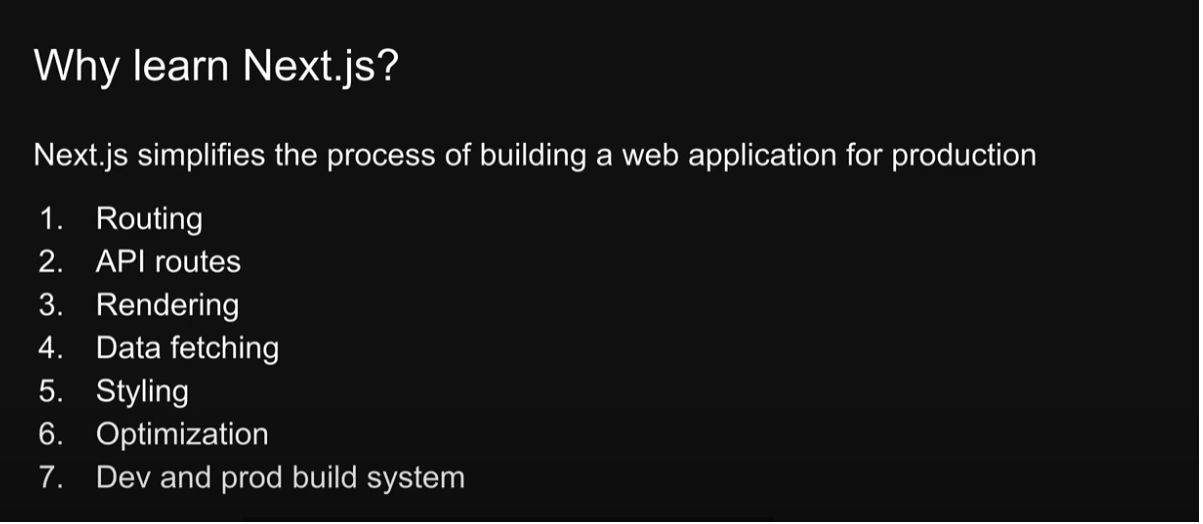 Why learn Next.js?
Next.js simplifies the process of building a web application for production
1. Routing
2. API routes
3. Rendering
4. Data fetching
5. Styling
6. Optimization
7. Dev and prod build system